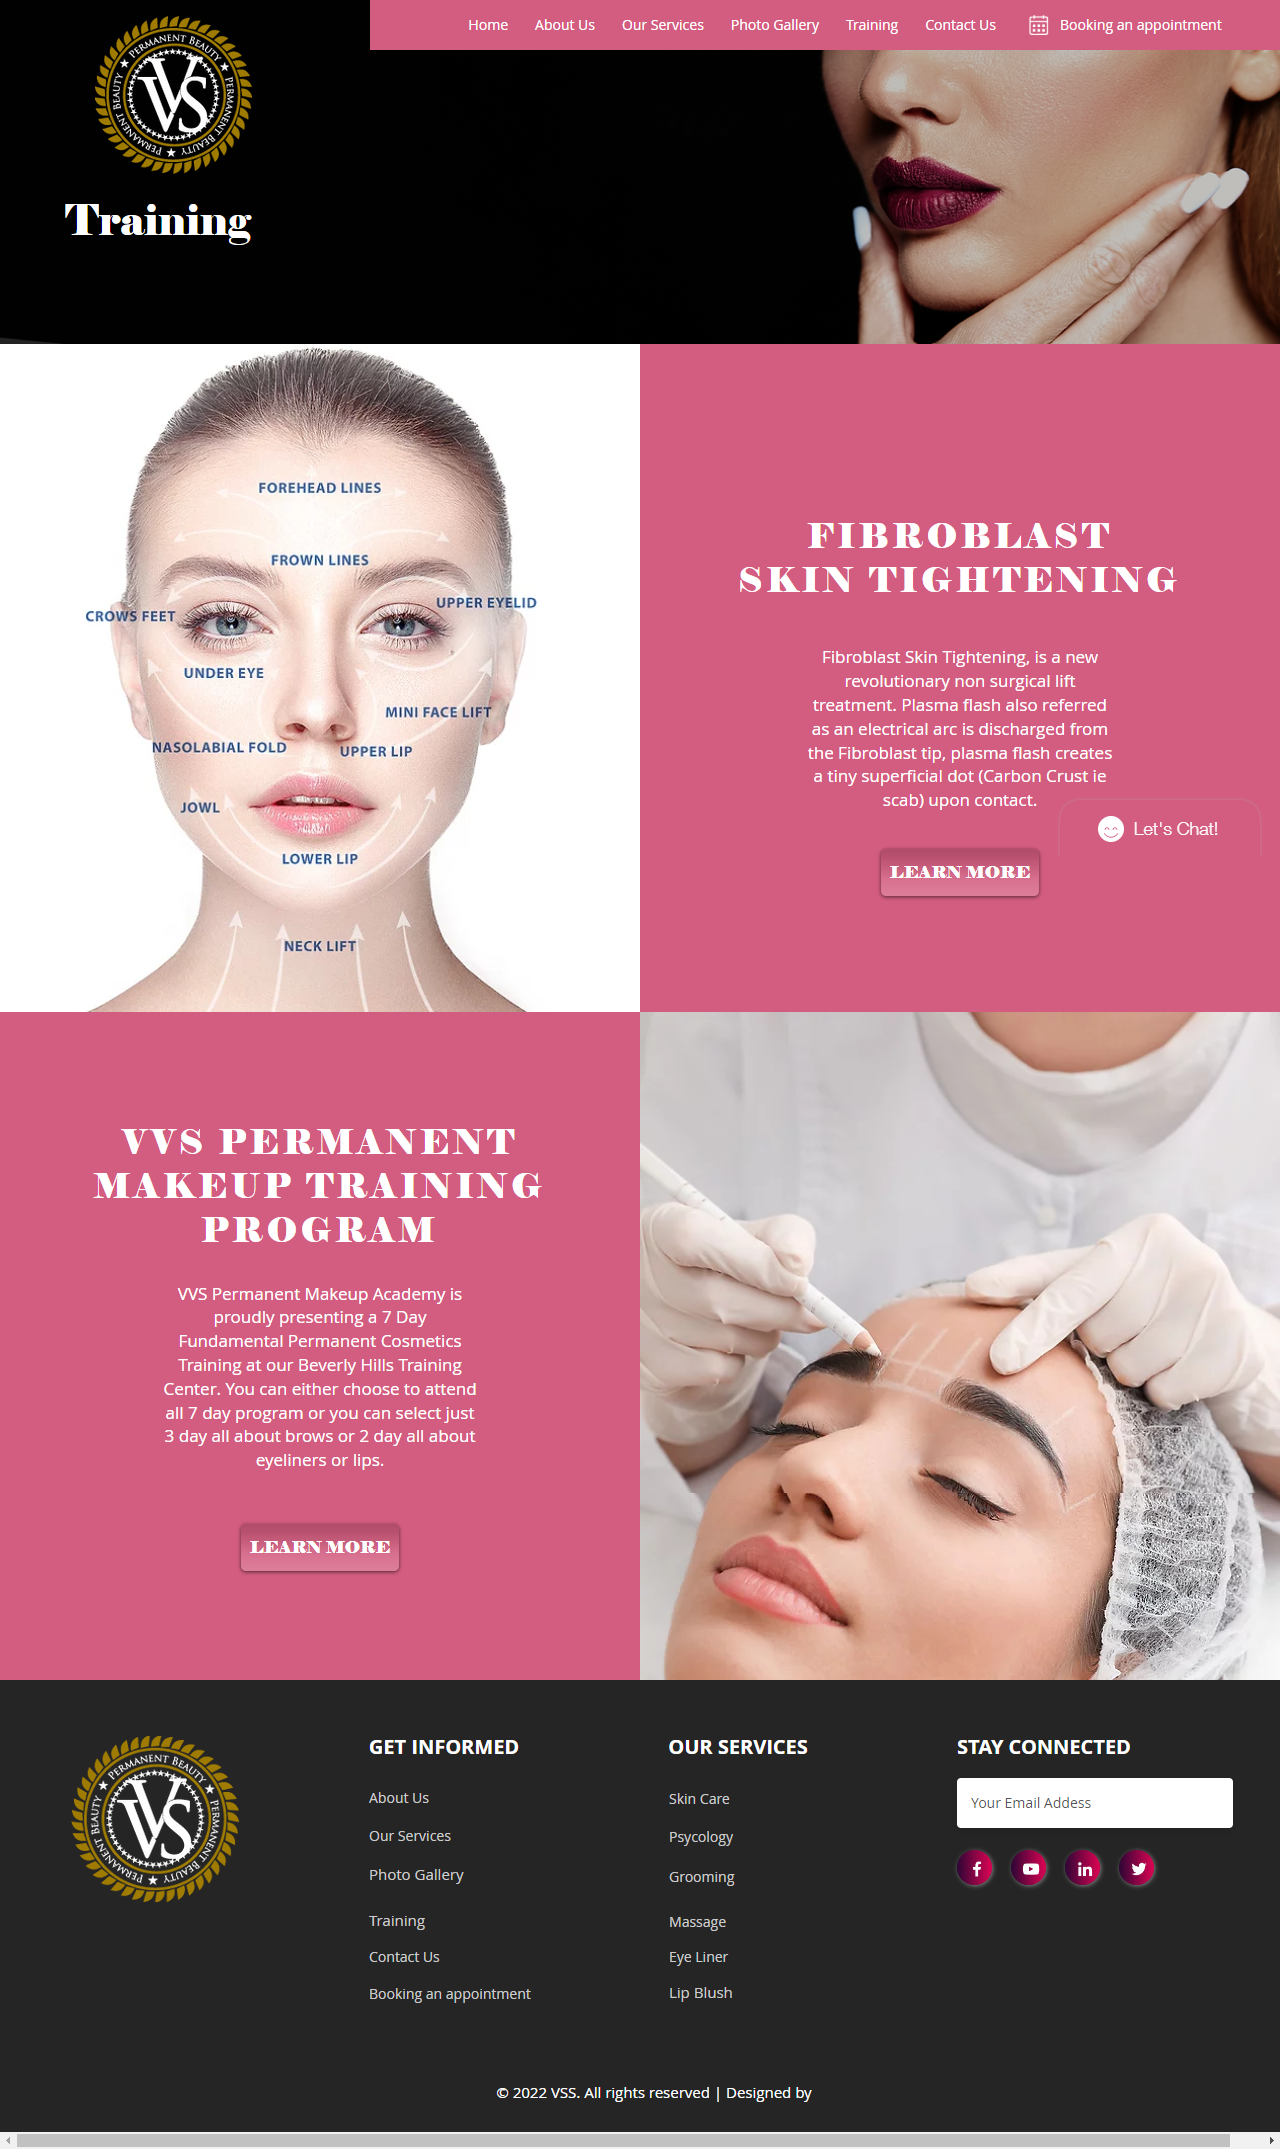 Home About Us Our Services Photo Gallery Training Contact Us Booking an appointment
PERMANENT BEAUTY ★ PERMANENT BEAUTY ★ PERMANENT BEAUTY ★
VS
Training
FOREHEAD LINES
FROWN LINES
UPPER EYELID
CROWS FEET
UNDER EYE
MINI FACE LIFT
NASOLABIAL FOLD
UPPER LIP
JOWL
LOWER LIP
NECK LIFT
FIBROBLAST
SKIN TIGHTENING
Fibroblast Skin Tightening, is a new
revolutionary non surgical lift
treatment. Plasma flash also referred
as an electrical arc is discharged from
the Fibroblast tip, plasma flash creates
a tiny superficial dot (Carbon Crust ie
scab) upon contact.
Let's Chat!
LEARN MORE
VVS PERMANENT
MAKEUP TRAINING
PROGRAM
VVS Permanent Makeup Academy is
proudly presenting a 7 Day
Fundamental Permanent Cosmetics
Training at our Beverly Hills Training
Center. You can either choose to attend
all 7 day program or you can select just
3 day all about brows or 2 day all about
eyeliners or lips.
LEARN MORE
PERMANENT BEAUTY ★ PERMANENT BEAUTY ★ PERMANENT BEAUTY ★
VS
GET INFORMED
About Us
Our Services
Photo Gallery
Training
Contact Us
Booking an appointment
OUR SERVICES
Skin Care
Psycology
Grooming
Massage
Eye Liner
Lip Blush
STAY CONNECTED
Your Email Addess
© 2022 VSS. All rights reserved | Designed by